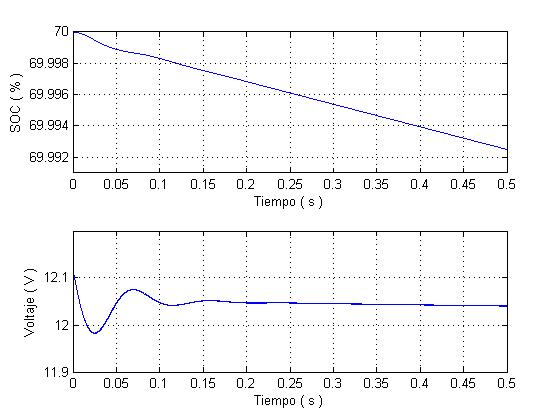 70
69.998
69.996
69.994
69.992
SOC ( % )
0 0.05 0.1 0.15 0.2 0.25 0.3 0.35 0.4 0.45 0.5
Tiempo ( s )
12.1
12
11.9
Voltaje ( V )
0 0.05 0.1 0.15 0.2 0.25 0.3 0.35 0.4 0.45 0.5
Tiempo ( s )